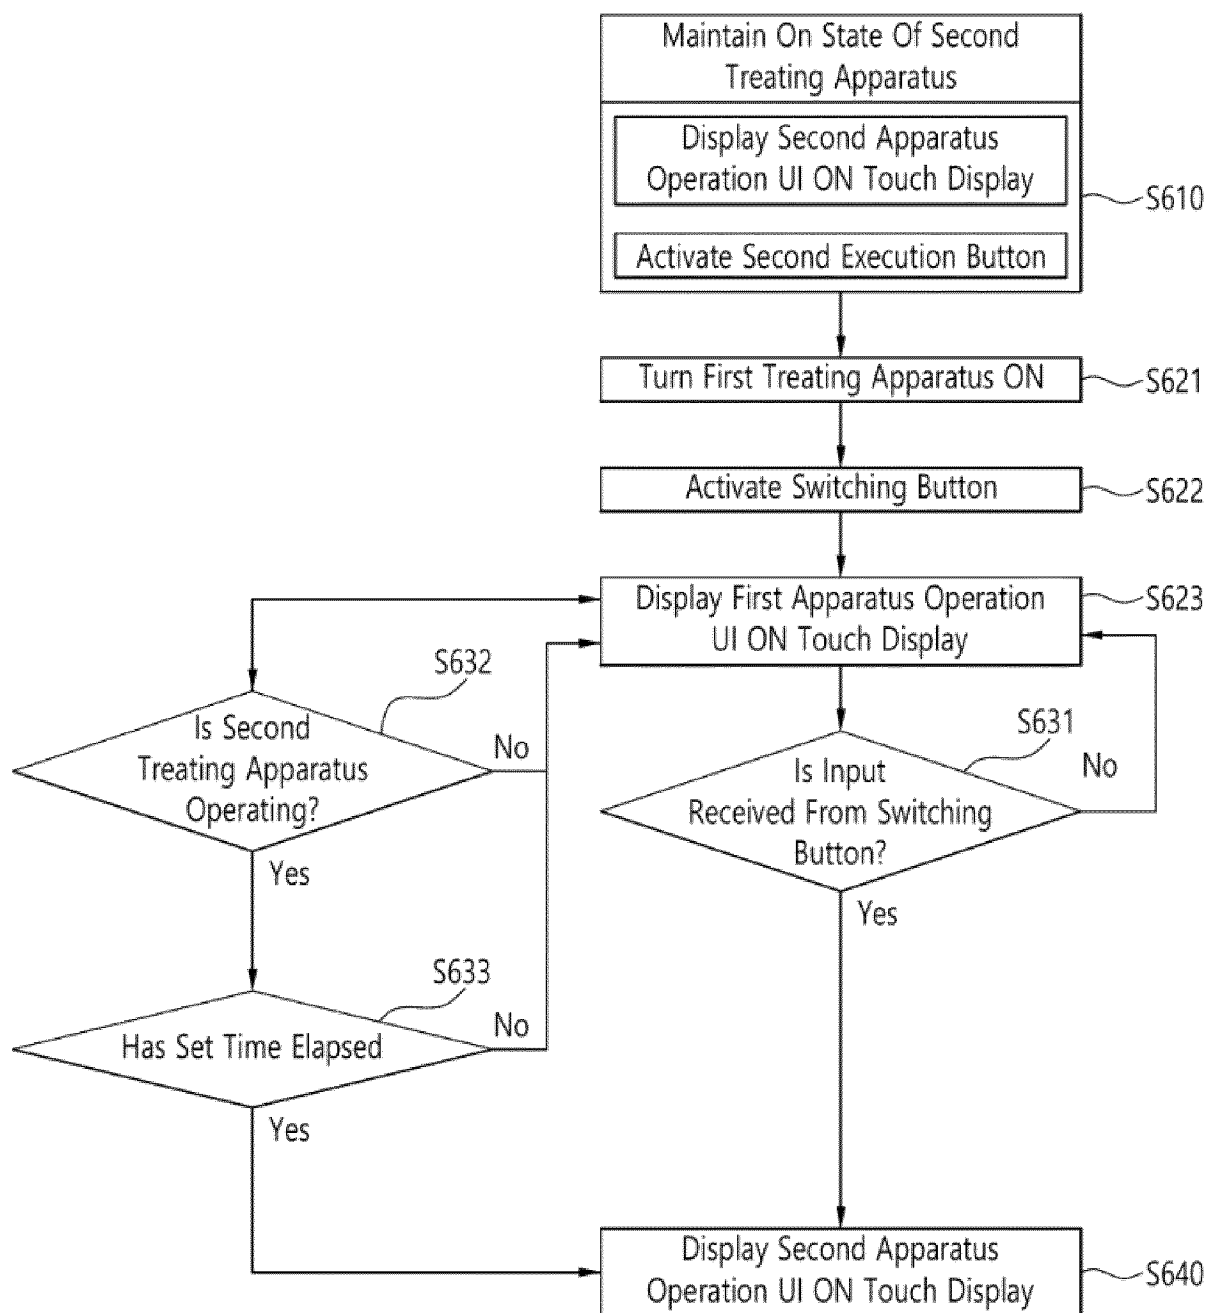 Maintain On State Of Second
Treating Apparatus
Display Second Apparatus
Operation UI ON Touch Display
S610
Activate Second Execution Button
Turn First Treating Apparatus ON
S621
Activate Switching Button
S622
Display First Apparatus Operation
UI ON Touch Display
S623
S632
Is Second
Treating Apparatus
Operating?
No
Yes
S631
Is Input
Received From Switching
Button?
No
Yes
S633
Has Set Time Elapsed
No
Yes
Display Second Apparatus
Operation UI ON Touch Display
S640